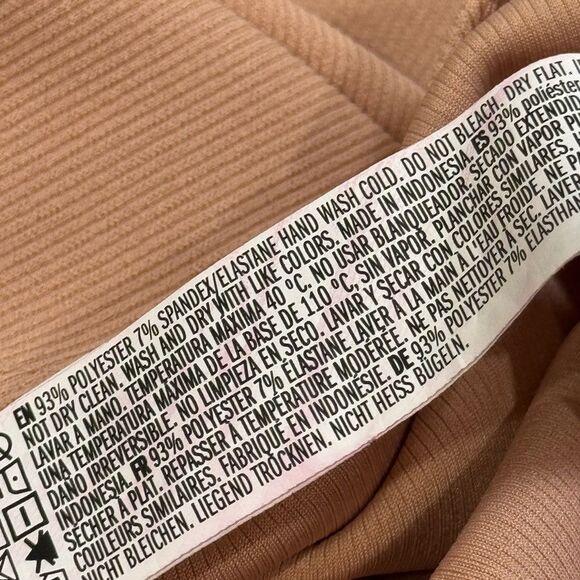 EN 93% POLYESTER 7% SPANDEX/ELASTANE HAND WASH COLD. DO NOT BLEACH. DRY FLAT.
NOT DRY CLEAN. WASH AND DRY WITH LIKE COLORS. MADE IN INDONESIA. ES 93% poliéster
LAVAR A MANO. TEMPERATURA MÁXIMA 40 ºC. NO USAR BLANQUEADOR. SECADO EXTENDID
UNA TEMPERATURA MÁXIMA DE LA BASE DE 110 ºC, SIN VAPOR. PLANCHAR CON VAPOR
DANO IRREVERSIBLE. NO LIMPIEZA EN SECO. LAVAR Y SECAR CON COLORES SIMILARES.
INDONESIA. FR 93% POLYESTER 7% ELASTANE LAVER À LA MAIN À L'EAU FROIDE. NE PA
SÉCHER À PLAT. REPASSER À TEMPÉRATURE MODÉRÉE. NE PAS NETTOYER À SEC. LAVER
COULEURS SIMILAIRES. FABRIQUÉ EN INDONÉSIE. DE 93% POLYESTER 7% ELASTHA
NICHT BLEICHEN. LIEGEND TROCKNEN. NICHT HEISS BÜGELN.